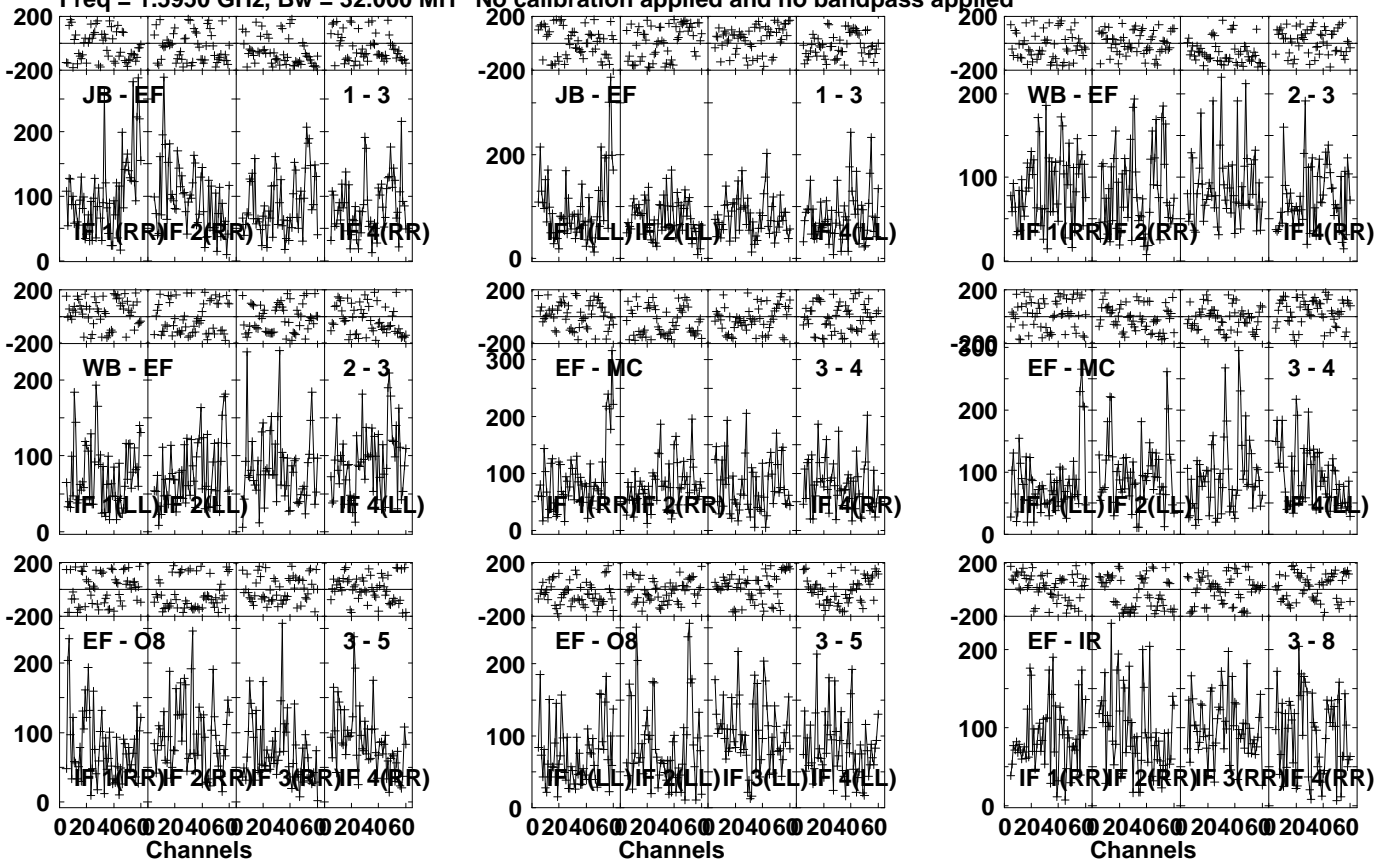 Freq = 1.5950 GHz, Bw = 32.000 MH No calibration applied and no bandpass applied
200 200 200
-200 -200 -200
JB - EF 1 - 3 JB - EF 1 - 3 WB - EF 2 - 3
200 200 200
100 100
IF 1(RR) IF 2(RR) IF 4(RR) IF 1(LL) IF 2(LL) IF 4(LL) IF 1(RR) IF 2(RR) IF 4(RR)
0 0 0
200 200 200
-200 -200 -200
300 300
WB - EF 2 - 3 EF - MC 3 - 4 EF - MC 3 - 4
200 200 200
100 100 100
IF 1(LL) IF 2(LL) IF 4(LL) IF 1(RR) IF 2(RR) IF 4(RR) IF 1(LL) IF 2(LL) IF 4(LL)
0 0 0
200 200 200
-200 -200 -200
EF - O8 3 - 5 EF - O8 3 - 5 EF - IR 3 - 8
200 200 200
100 100 100
IF 1(RR) IF 2(RR) IF 3(RR) IF 4(RR) IF 1(LL) IF 2(LL) IF 3(LL) IF 4(LL) IF 1(RR) IF 2(RR) IF 3(RR) IF 4(RR)
0 0 0
0 20 40 60 0 20 40 60 0 20 40 60 0 20 40 60 0 20 40 60 0 20 40 60 0 20 40 60 0 20 40 60 0 20 40 60 0 20 40 60 0 20 40 60 0 20 40 60
Channels Channels Channels